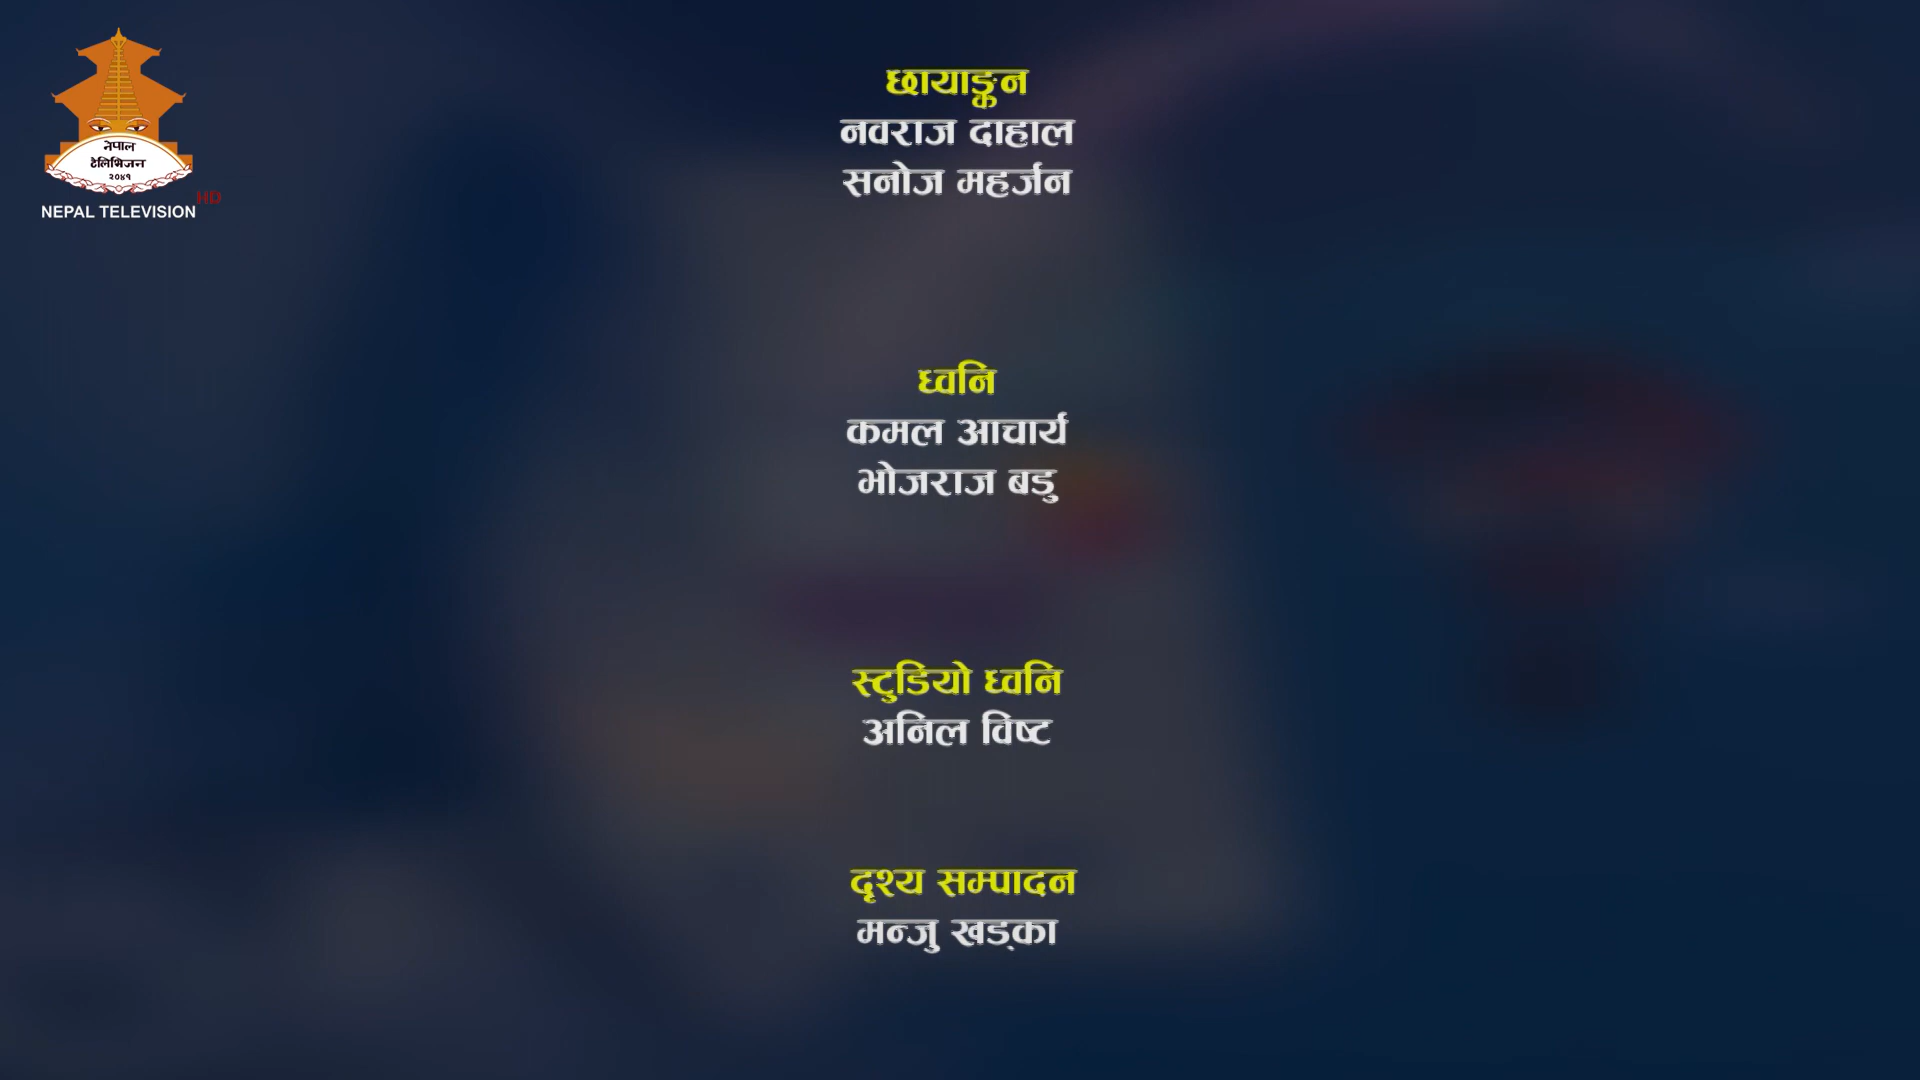 नेपाल
टेलिभिजन
२०४१
HD
NEPAL TELEVISION
छायाङ्कन
नवराज दाहाल
सनोज महर्जन
ध्वनि
कमल आचार्य
भोजराज बडु
स्टुडियो ध्वनि
अनिल विष्ट
दृश्य सम्पादन
मन्जु खड्का